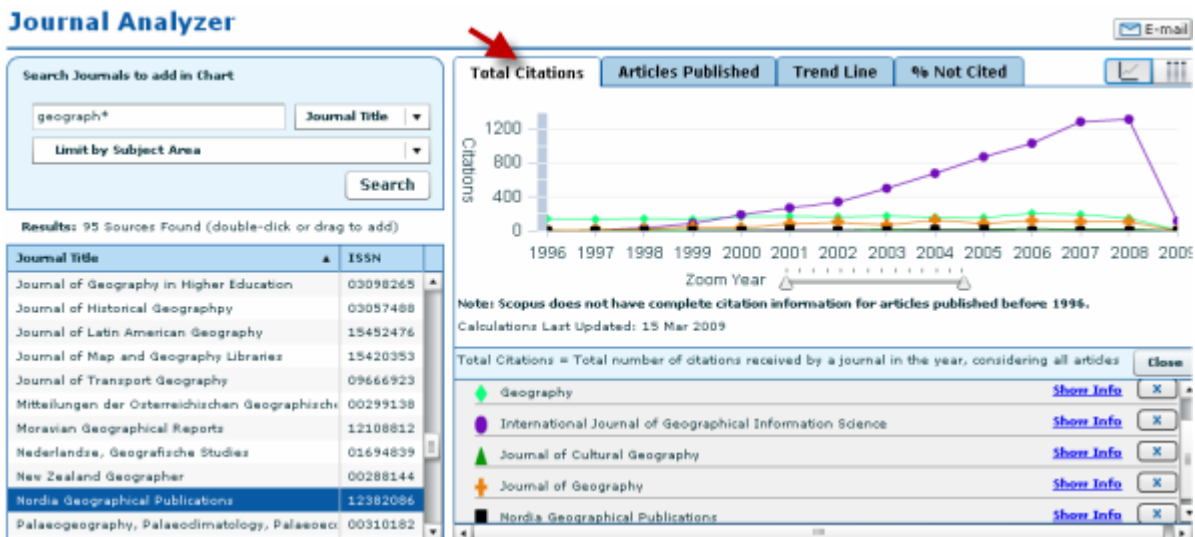 Journal Analyzer
E-mail
Search Journals to add in Chart
geograph*
Journal Title
Limit by Subject Area
Search
Results: 95 Sources Found (double-click or drag to add)
Journal Title ISSN
Journal of Geography in Higher Education 03098265
Journal of Historical Geographpy 03057488
Journal of Latin American Geography 15452476
Journal of Map and Geography Libraries 15420353
Journal of Transport Geography 09666923
Mitteilungen der Osterreichischen Geographische 00299138
Moravian Geographical Reports 12108812
Nederlandse, Geografische Studies 01694839
New Zealand Geographer 00288144
Nordia Geographical Publications 12382086
Palaeogeography, Palaeoclimatology, Palaeoeco 00310182
Total Citations Articles Published Trend Line % Not Cited
Citations
1200
800
400
0
1996 1997 1998 1999 2000 2001 2002 2003 2004 2005 2006 2007 2008 2009
Zoom Year
Note: Scopus does not have complete citation information for articles published before 1996.
Calculations Last Updated: 15 Mar 2009
Total Citations = Total number of citations received by a journal in the year, considering all articles
Close
Geography Show Info x
International Journal of Geographical Information Science Show Info x
Journal of Cultural Geography Show Info x
Journal of Geography Show Info x
Nordia Geographical Publications Show Info x